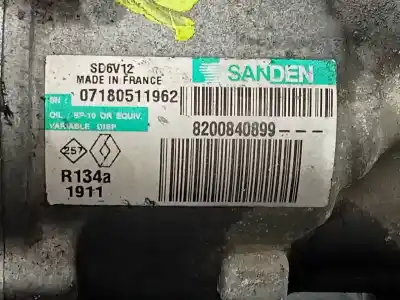 SD6V12
MADE IN FRANCE
SANDEN
SN :
07180511962
OIL : SP-10 OR EQUIV.
VARIABLE DISP
8200840899---
257
R134a
1911